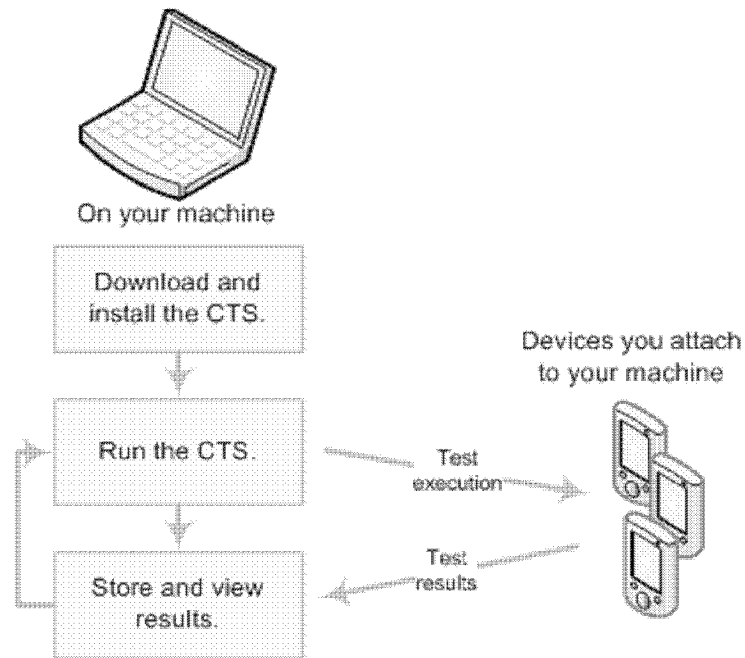 On your machine
Download and
install the CTS.
Devices you attach
to your machine
Run the CTS.
Test
execution
Store and view
results.
Test
results